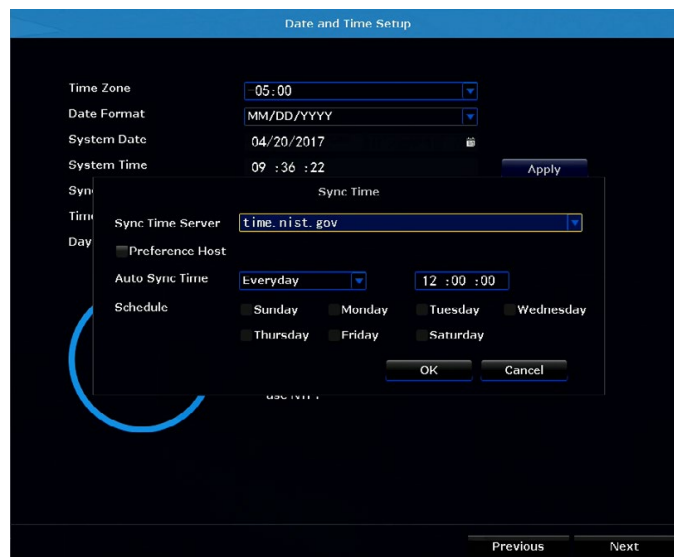 Date and Time Setup
Time Zone -05:00
Date Format MM/DD/YYYY
System Date 04/20/2017
System Time 09 :36 :22 Apply
Sync Time
Sync Time Server time.nist.gov
Preference Host
Auto Sync Time Everyday 12 :00 :00
Schedule Sunday Monday Tuesday Wednesday
Thursday Friday Saturday
OK Cancel
Previous Next